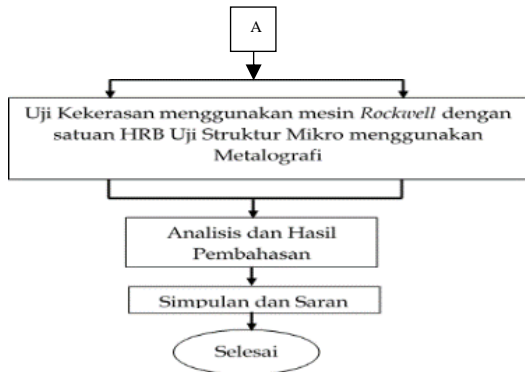 A
Uji Kekerasan menggunakan mesin Rockwell dengan
satuan HRB Uji Struktur Mikro menggunakan
Metalografi
Analisis dan Hasil
Pembahasan
Simpulan dan Saran
Selesai